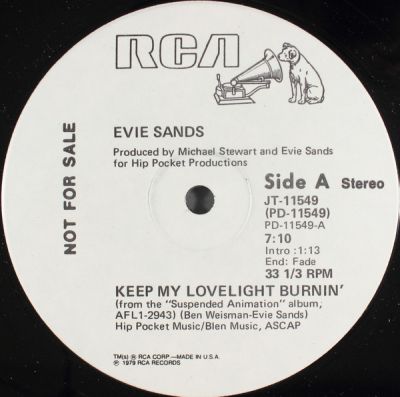 RCA
NOT FOR SALE
EVIE SANDS
Produced by Michael Stewart and Evie Sands
for Hip Pocket Productions
Side A Stereo
JT-11549
(PD-11549)
PD-11549-A
7:10
Intro: 1:13
End: Fade
33 1/3 RPM
KEEP MY LOVELIGHT BURNIN'
(from the "Suspended Animation" album,
AFL1-2943) (Ben Weisman-Evie Sands)
Hip Pocket Music/Blen Music, ASCAP
TM(s) ® RCA CORP.—MADE IN U.S.A.
℗ 1979 RCA RECORDS